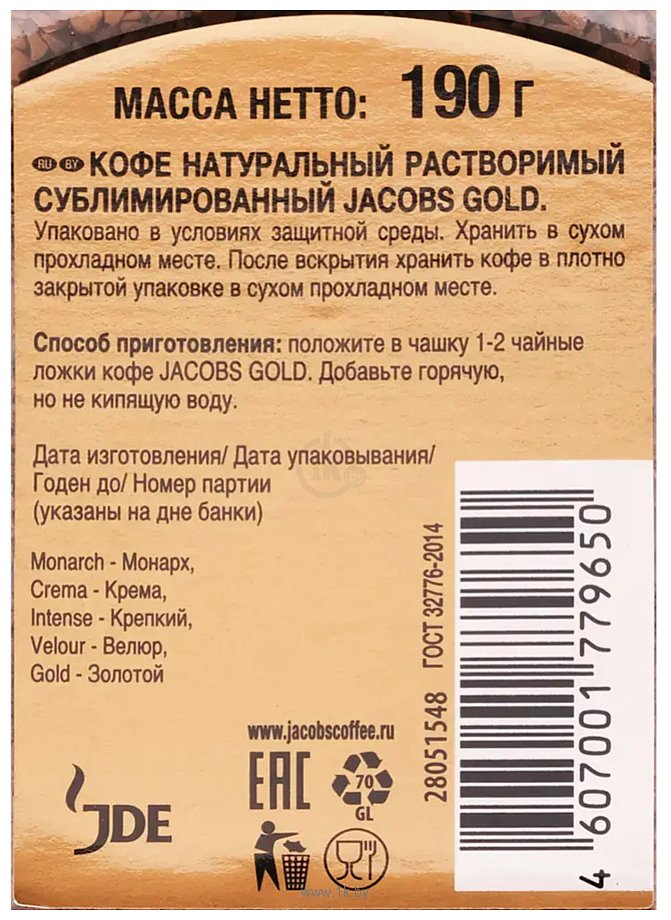 МАССА НЕТТО: 190 г
RU BY КОФЕ НАТУРАЛЬНЫЙ РАСТВОРИМЫЙ
СУБЛИМИРОВАННЫЙ JACOBS GOLD.
Упаковано в условиях защитной среды. Хранить в сухом
прохладном месте. После вскрытия хранить кофе в плотно
закрытой упаковке в сухом прохладном месте.
Способ приготовления: положите в чашку 1-2 чайные
ложки кофе JACOBS GOLD. Добавьте горячую,
но не кипящую воду.
Дата изготовления/ Дата упаковывания/
Годен до/ Номер партии
(указаны на дне банки)
Monarch - Монарх,
Crema - Крема,
Intense - Крепкий,
Velour - Велюр,
Gold - Золотой
www.jacobscoffee.ru
EAC
70
GL
JDE
28051548 ГОСТ 32776-2014
4 607001 779650
www.1k.by